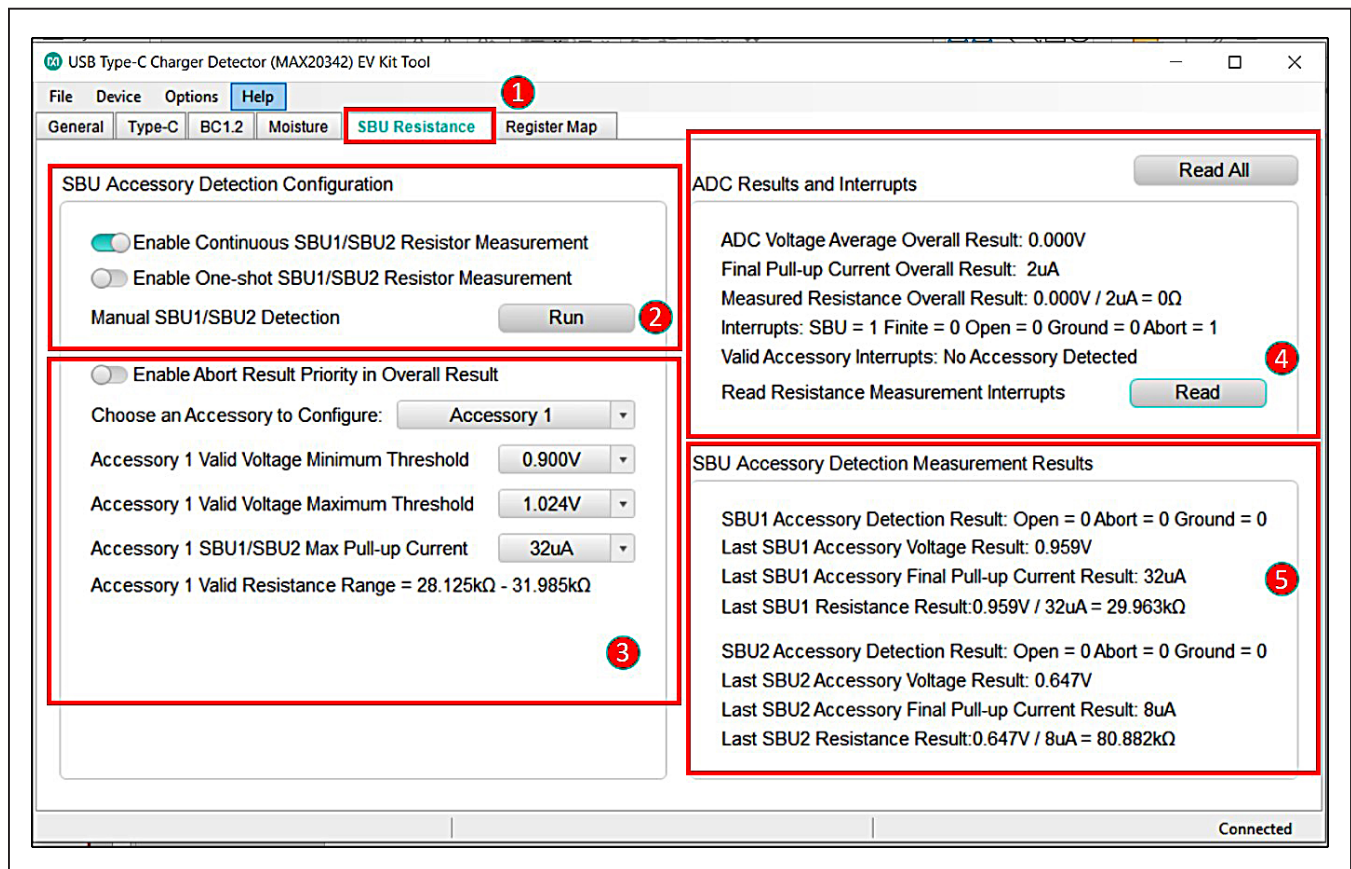 USB Type-C Charger Detector (MAX20342) EV Kit Tool
File Device Options Help
1
General Type-C BC1.2 Moisture SBU Resistance Register Map
SBU Accessory Detection Configuration
Enable Continuous SBU1/SBU2 Resistor Measurement
Enable One-shot SBU1/SBU2 Resistor Measurement
Manual SBU1/SBU2 Detection Run
2
Enable Abort Result Priority in Overall Result
Choose an Accessory to Configure: Accessory 1
Accessory 1 Valid Voltage Minimum Threshold 0.900V
Accessory 1 Valid Voltage Maximum Threshold 1.024V
Accessory 1 SBU1/SBU2 Max Pull-up Current 32uA
Accessory 1 Valid Resistance Range = 28.125kΩ - 31.985kΩ
3
Read All
ADC Results and Interrupts
ADC Voltage Average Overall Result: 0.000V
Final Pull-up Current Overall Result: 2uA
Measured Resistance Overall Result: 0.000V / 2uA = 0Ω
Interrupts: SBU = 1 Finite = 0 Open = 0 Ground = 0 Abort = 1
Valid Accessory Interrupts: No Accessory Detected
4
Read Resistance Measurement Interrupts Read
SBU Accessory Detection Measurement Results
SBU1 Accessory Detection Result: Open = 0 Abort = 0 Ground = 0
Last SBU1 Accessory Voltage Result: 0.959V
Last SBU1 Accessory Final Pull-up Current Result: 32uA
5
Last SBU1 Resistance Result:0.959V / 32uA = 29.963kΩ
SBU2 Accessory Detection Result: Open = 0 Abort = 0 Ground = 0
Last SBU2 Accessory Voltage Result: 0.647V
Last SBU2 Accessory Final Pull-up Current Result: 8uA
Last SBU2 Resistance Result:0.647V / 8uA = 80.882kΩ
Connected